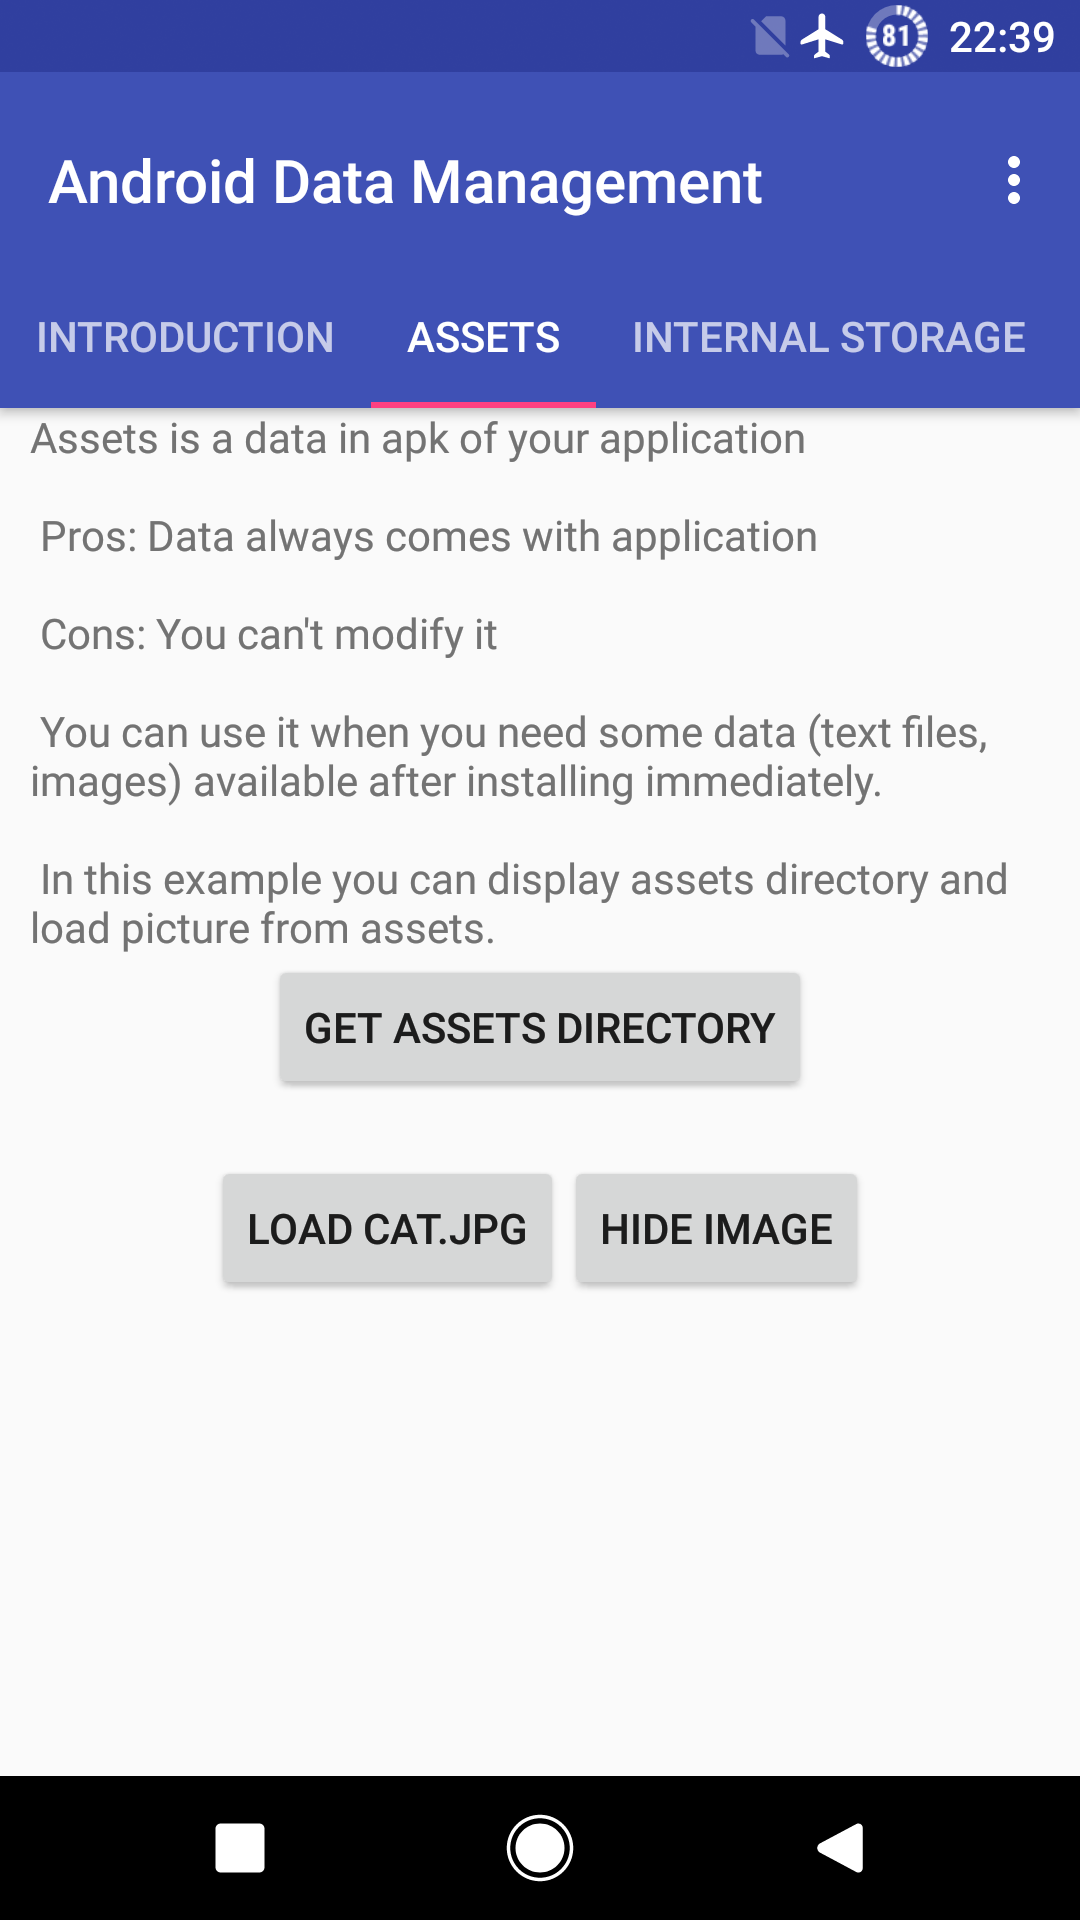 81 22:39
Android Data Management
INTRODUCTION ASSETS INTERNAL STORAGE
Assets is a data in apk of your application
Pros: Data always comes with application
Cons: You can't modify it
You can use it when you need some data (text files,
images) available after installing immediately.
In this example you can display assets directory and
load picture from assets.
GET ASSETS DIRECTORY
LOAD CAT.JPG HIDE IMAGE